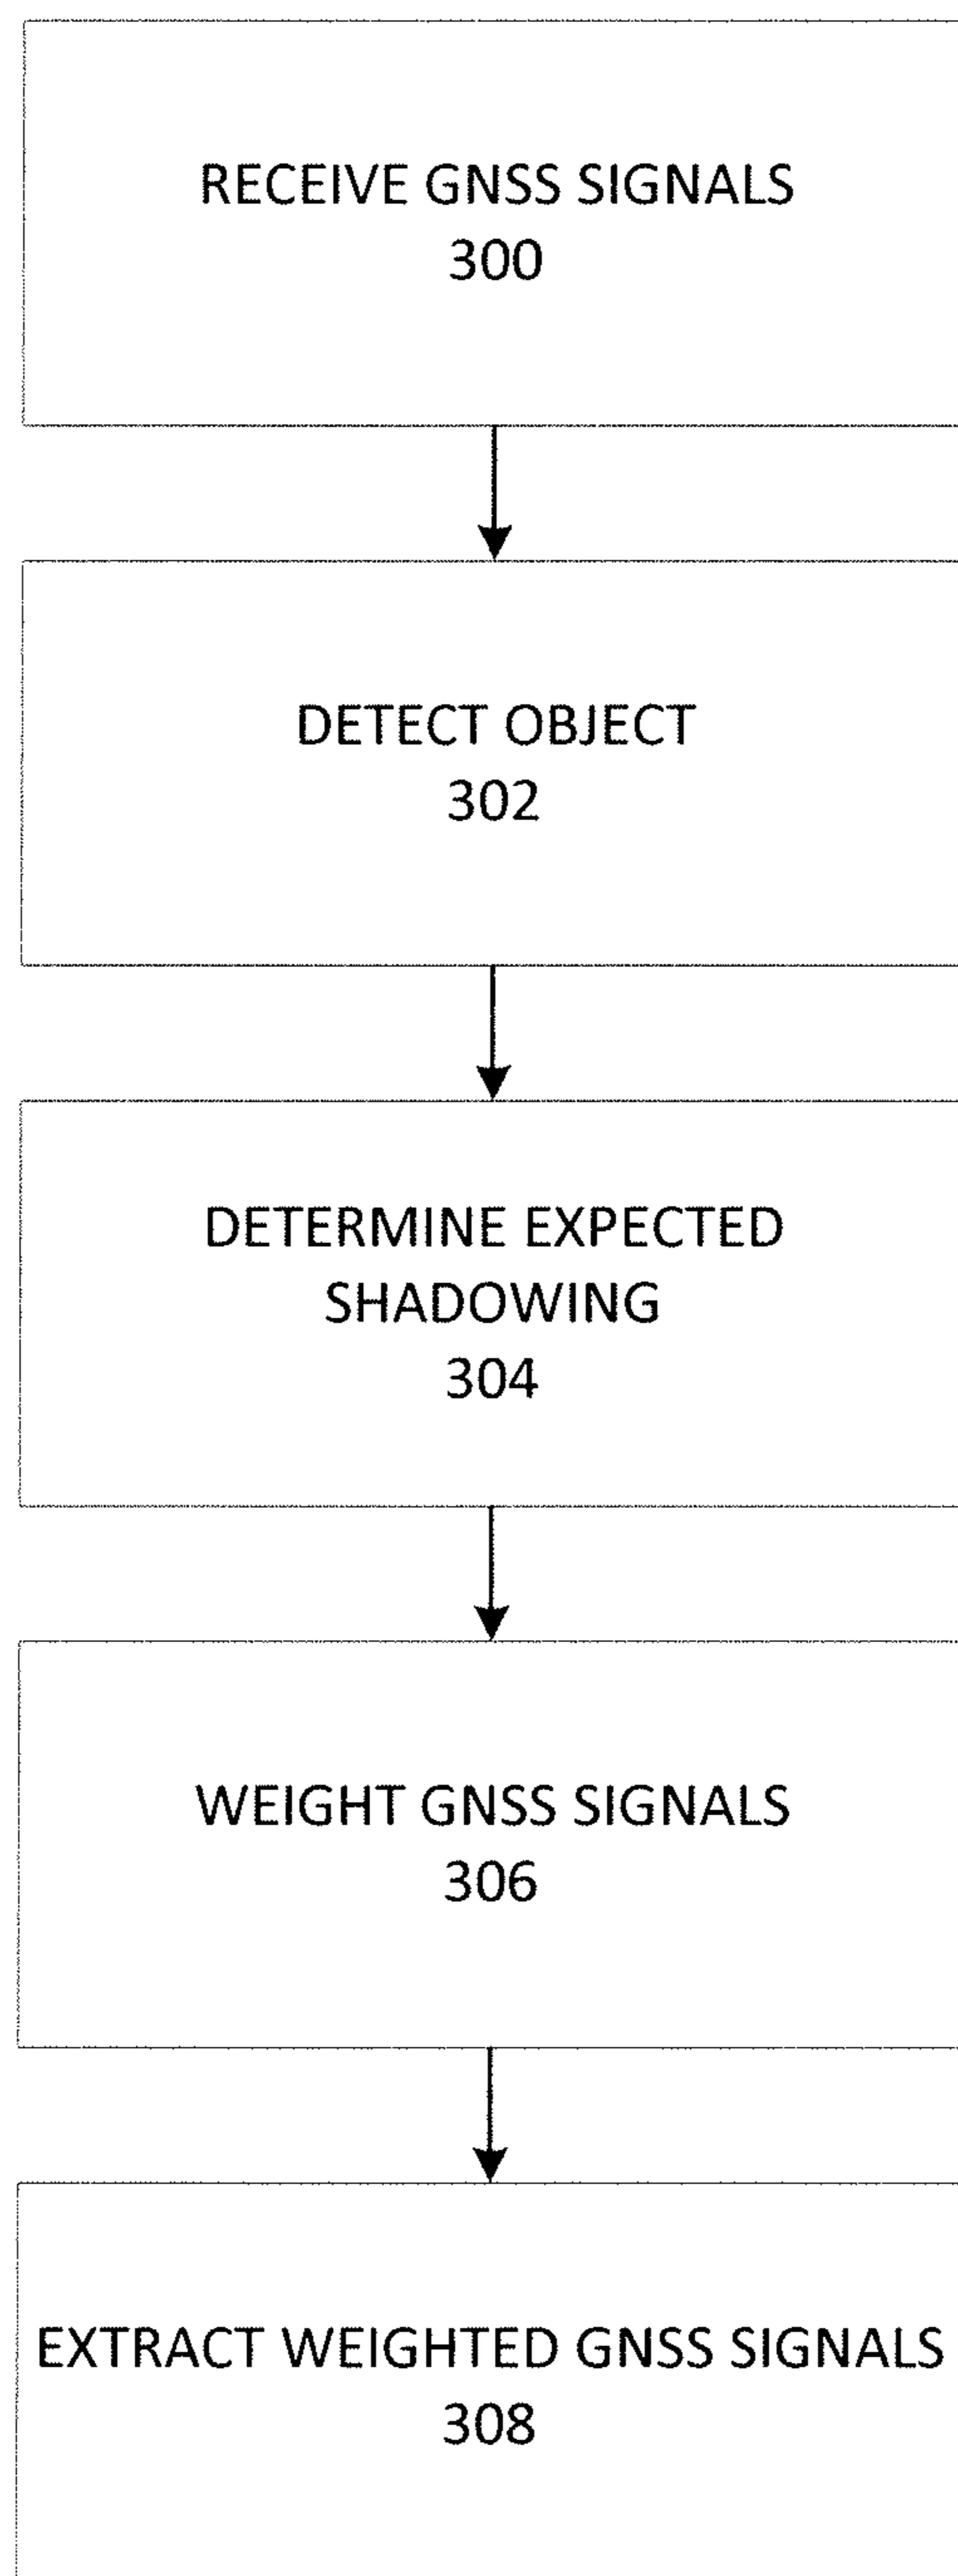 RECEIVE GNSS SIGNALS
300
DETECT OBJECT
302
DETERMINE EXPECTED
SHADOWING
304
WEIGHT GNSS SIGNALS
306
EXTRACT WEIGHTED GNSS SIGNALS
308